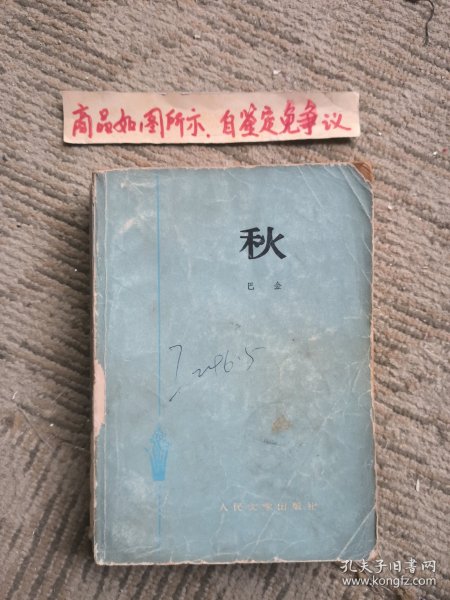 商品如图所示.自鉴定免争议
秋
巴金
I246.5
人民文学出版社
孔夫子旧书网
www.kongfz.com